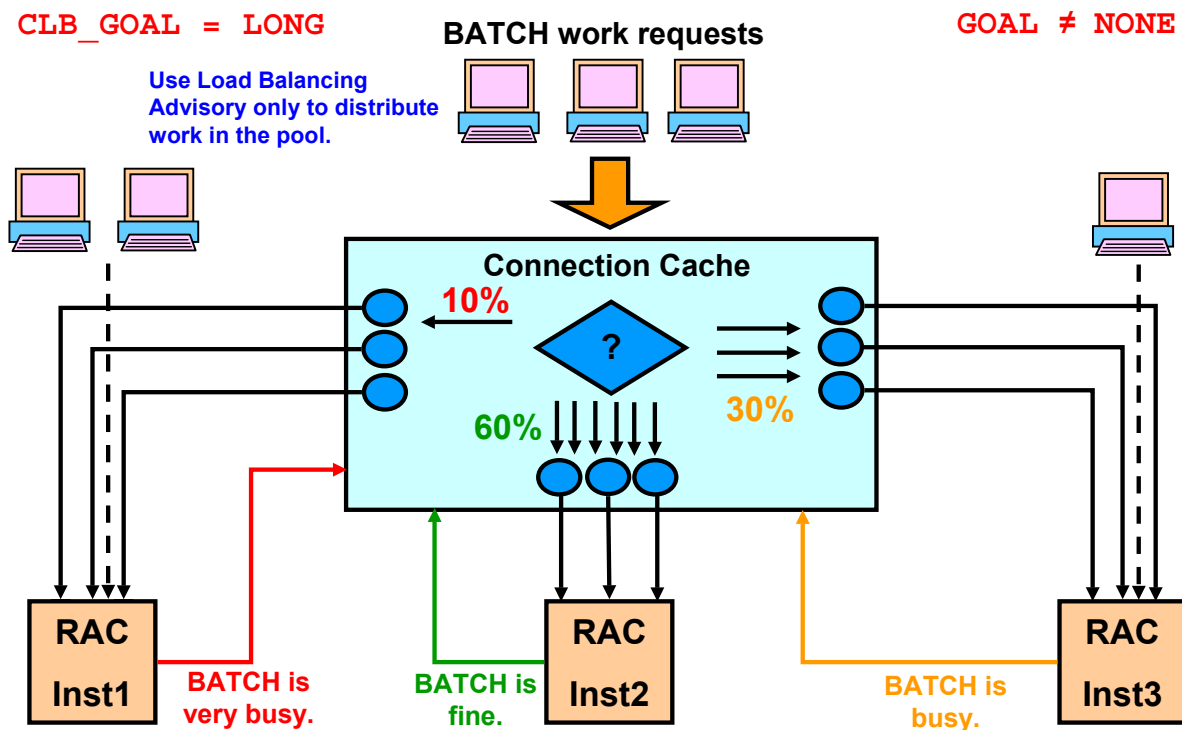 CLB_GOAL = LONG
GOAL ≠ NONE
BATCH work requests
Use Load Balancing
Advisory only to distribute
work in the pool.
Connection Cache
10%
?
30%
60%
RAC
Inst1
BATCH is
very busy.
BATCH is
fine.
RAC
Inst2
BATCH is
busy.
RAC
Inst3